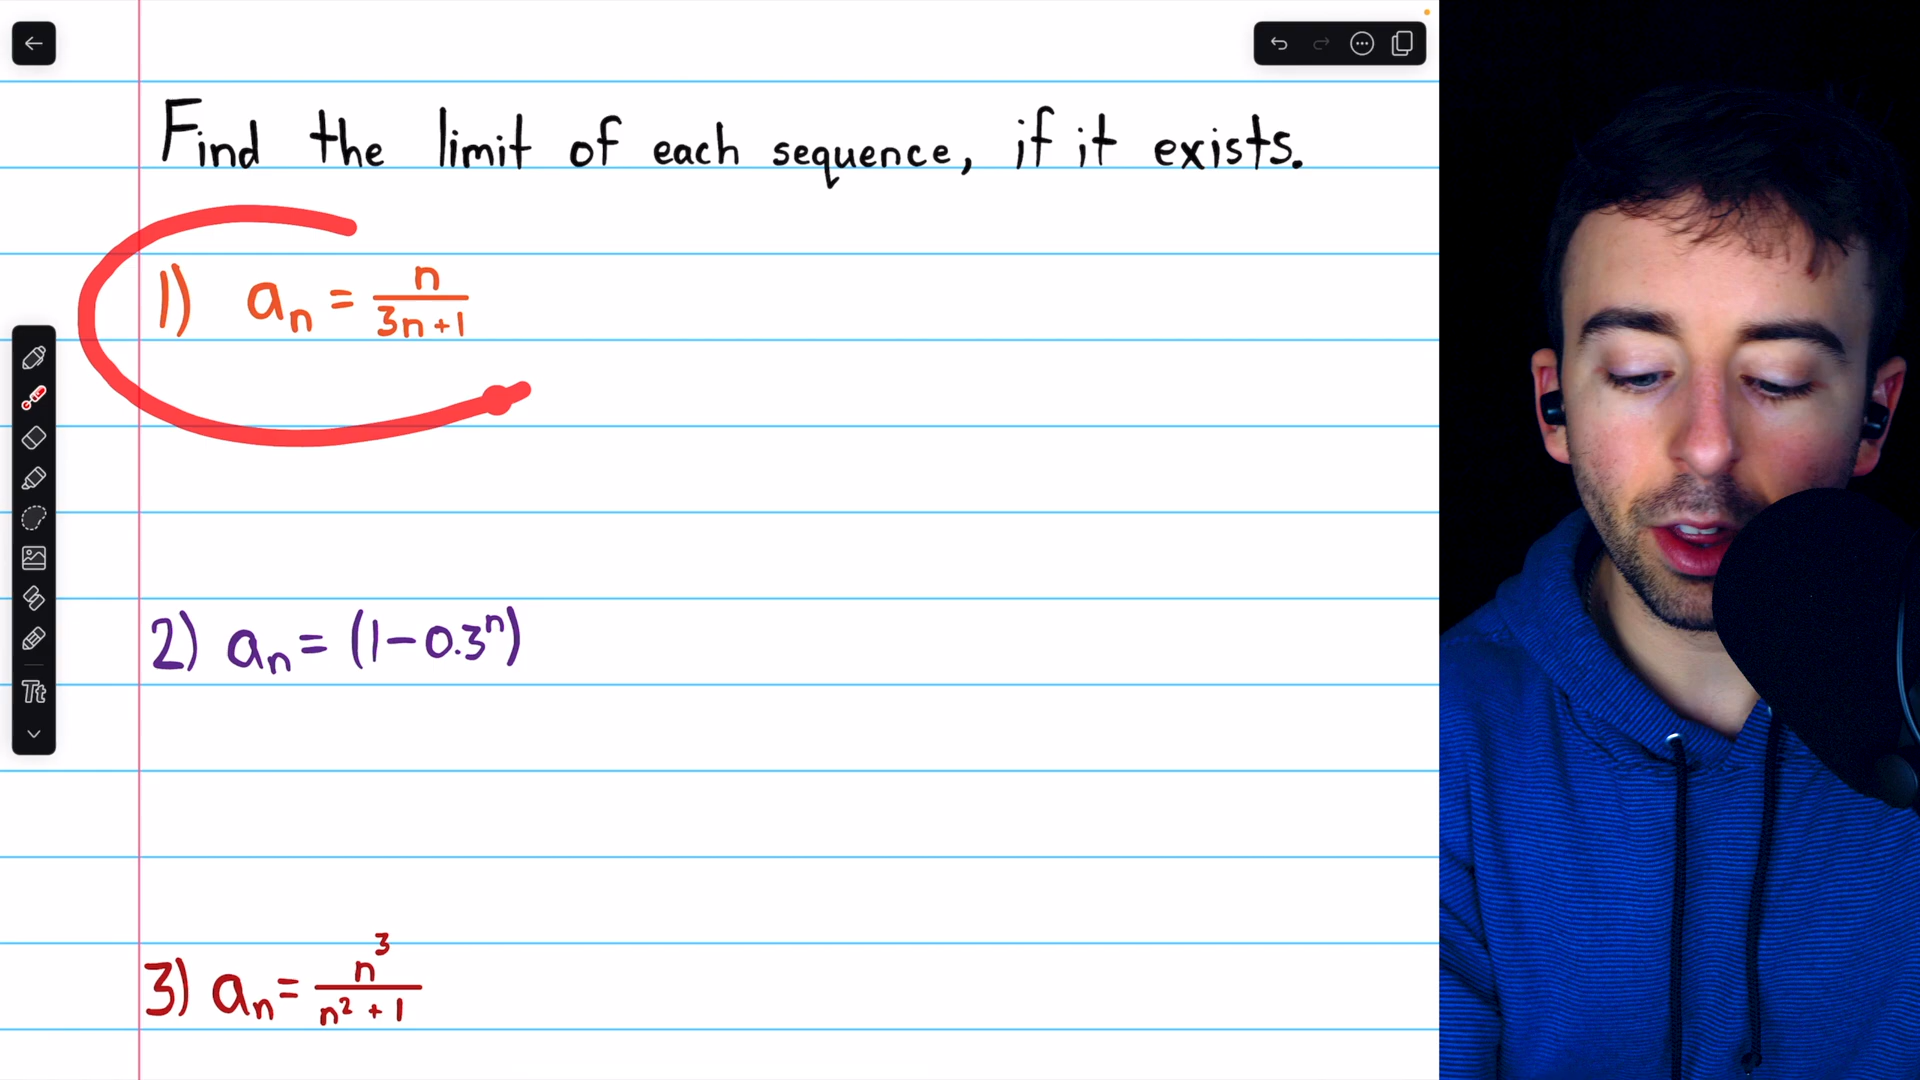 Find the limit of each sequence, if it exists.
1) aₙ = n/(3n+1)
2) aₙ = (1-0.3ⁿ)
3) aₙ = n³/(n² + 1)
Tt